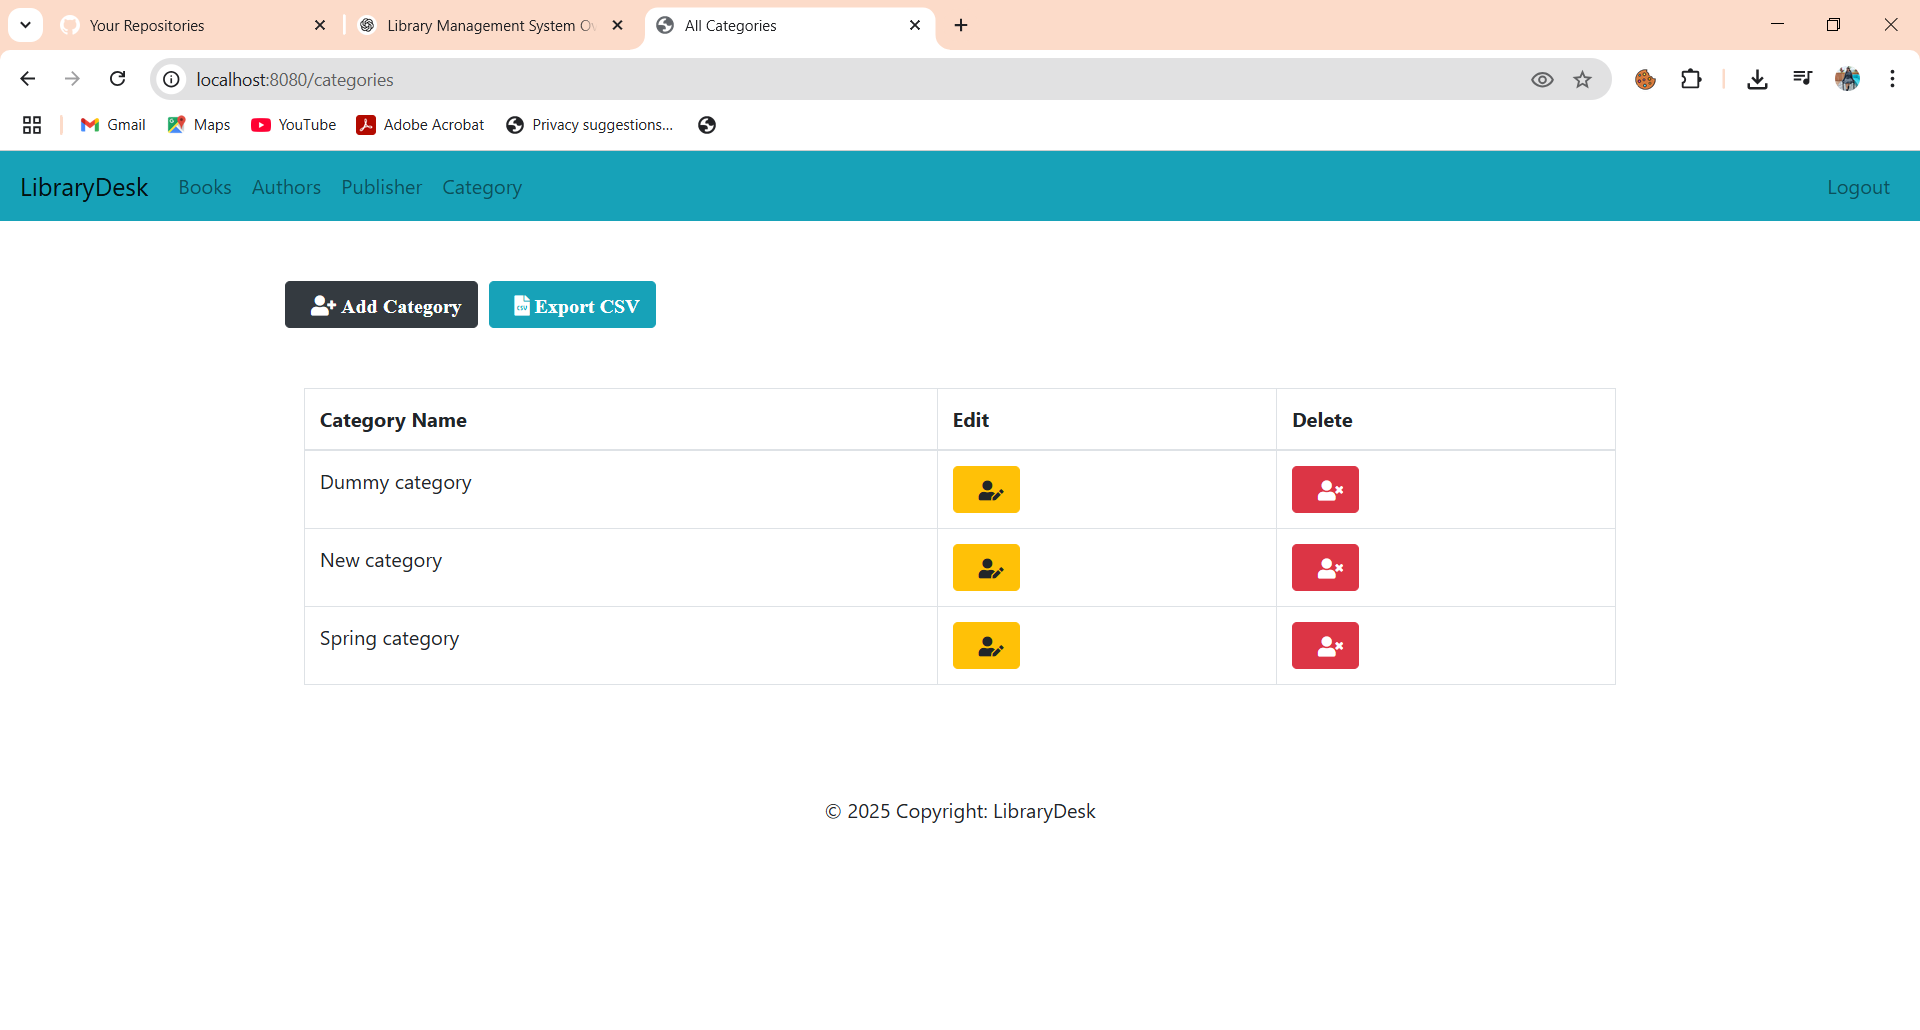 Your Repositories
Library Management System Ov
All Categories
localhost:8080/categories
Gmail
Maps
YouTube
Adobe Acrobat
Privacy suggestions...
LibraryDesk Books Authors Publisher Category Logout
Add Category
CSV Export CSV
Category Name Edit Delete
Dummy category
New category
Spring category
© 2025 Copyright: LibraryDesk